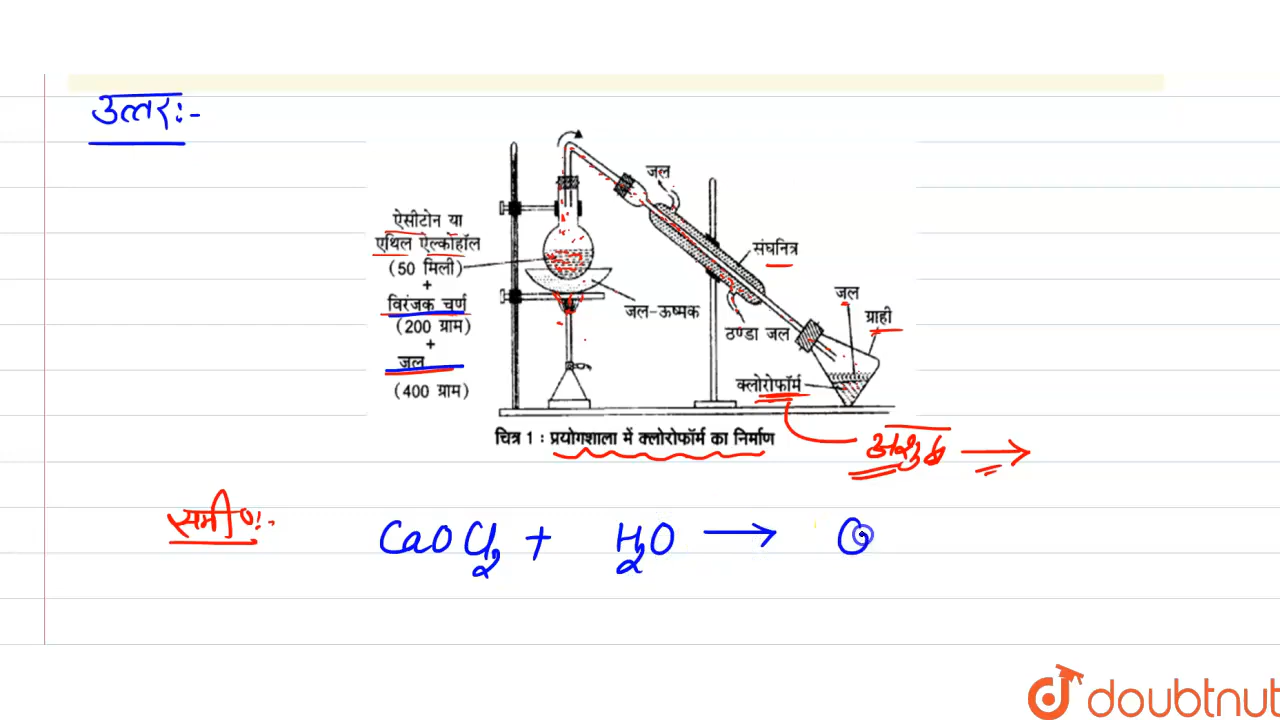 उत्तर:-
जल
ऐसीटोन या
एथिल ऐल्कोहॉल
(50 मिली)
+
विरंजक चर्ण
(200 ग्राम)
+
जल
(400 ग्राम)
संघनित्र
जल-ऊष्मक
ठण्डा जल
जल
ग्राही
क्लोरोफॉर्म
चित्र 1 : प्रयोगशाला में क्लोरोफॉर्म का निर्माण
अशुद्ध →
समी०:-
CaOCl₂ + H₂O →
doubtnut